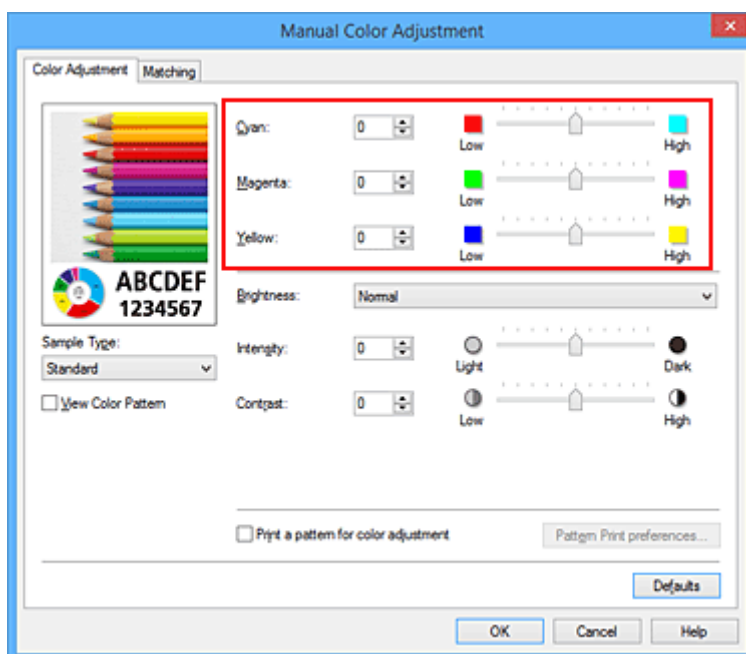 Manual Color Adjustment
Color Adjustment Matching
Cyan: 0 Low High
Magenta: 0 Low High
Yellow: 0 Low High
ABCDEF
1234567
Brightness: Normal
Sample Type:
Standard
Intensity: 0 Light Dark
View Color Pattern
Contrast: 0 Low High
Print a pattern for color adjustment Pattern Print preferences...
Defaults
OK Cancel Help